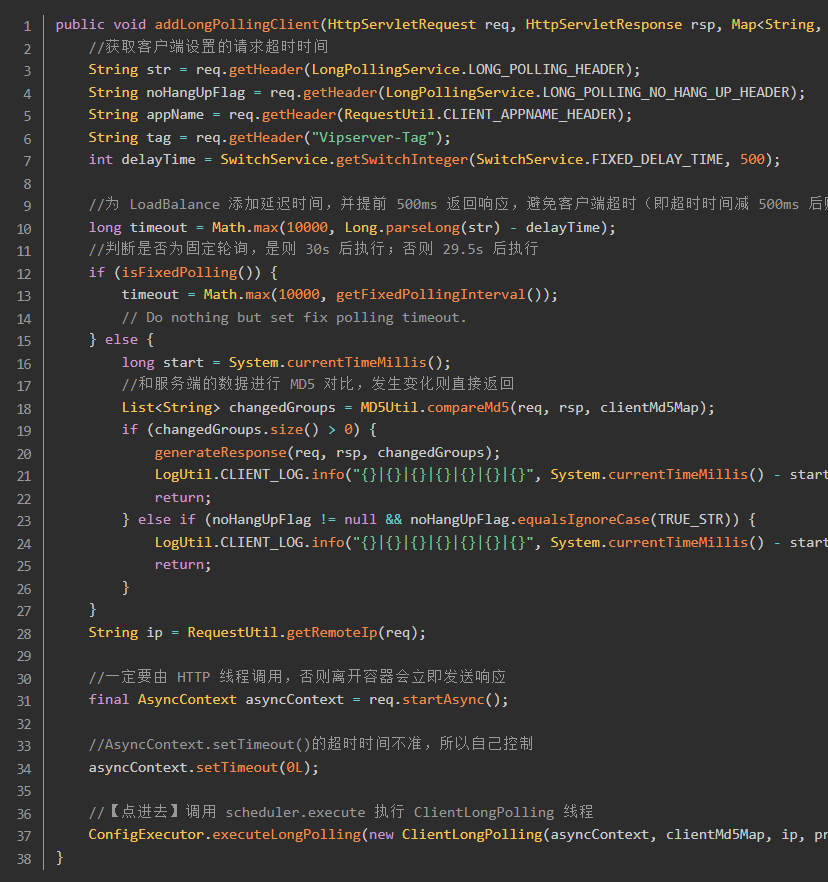 1 public void addLongPollingClient(HttpServletRequest req, HttpServletResponse rsp, Map<String,
2 //获取客户端设置的请求超时时间
3 String str = req.getHeader(LongPollingService.LONG_POLLING_HEADER);
4 String noHangUpFlag = req.getHeader(LongPollingService.LONG_POLLING_NO_HANG_UP_HEADER);
5 String appName = req.getHeader(RequestUtil.CLIENT_APPNAME_HEADER);
6 String tag = req.getHeader("Vipserver-Tag");
7 int delayTime = SwitchService.getSwitchInteger(SwitchService.FIXED_DELAY_TIME, 500);
8
9 //为 LoadBalance 添加延迟时间，并提前 500ms 返回响应，避免客户端超时（即超时时间减 500ms 后
10 long timeout = Math.max(10000, Long.parseLong(str) - delayTime);
11 //判断是否为固定轮询，是则 30s 后执行；否则 29.5s 后执行
12 if (isFixedPolling()) {
13 timeout = Math.max(10000, getFixedPollingInterval());
14 // Do nothing but set fix polling timeout.
15 } else {
16 long start = System.currentTimeMillis();
17 //和服务端的数据进行 MD5 对比，发生变化则直接返回
18 List<String> changedGroups = MD5Util.compareMd5(req, rsp, clientMd5Map);
19 if (changedGroups.size() > 0) {
20 generateResponse(req, rsp, changedGroups);
21 LogUtil.CLIENT_LOG.info("{}|{}|{}|{}|{}|{}|{}", System.currentTimeMillis() - start
22 return;
23 } else if (noHangUpFlag != null && noHangUpFlag.equalsIgnoreCase(TRUE_STR)) {
24 LogUtil.CLIENT_LOG.info("{}|{}|{}|{}|{}|{}|{}", System.currentTimeMillis() - start
25 return;
26 }
27 }
28 String ip = RequestUtil.getRemoteIp(req);
29
30 //一定要由 HTTP 线程调用，否则离开容器会立即发送响应
31 final AsyncContext asyncContext = req.startAsync();
32
33 //AsyncContext.setTimeout()的超时时间不准，所以自己控制
34 asyncContext.setTimeout(0L);
35
36 //【点进去】调用 scheduler.execute 执行 ClientLongPolling 线程
37 ConfigExecutor.executeLongPolling(new ClientLongPolling(asyncContext, clientMd5Map, ip, pr
38 }